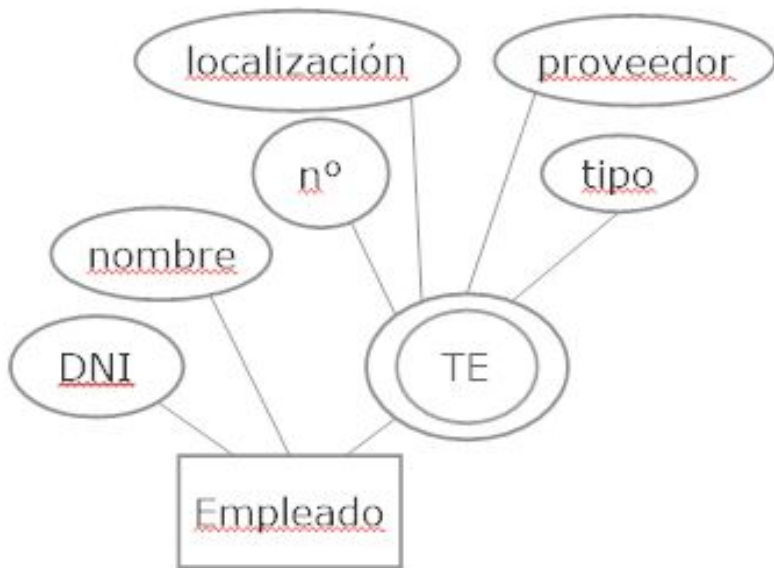 localización
proveedor
nº
tipo
nombre
DNI
TE
Empleado